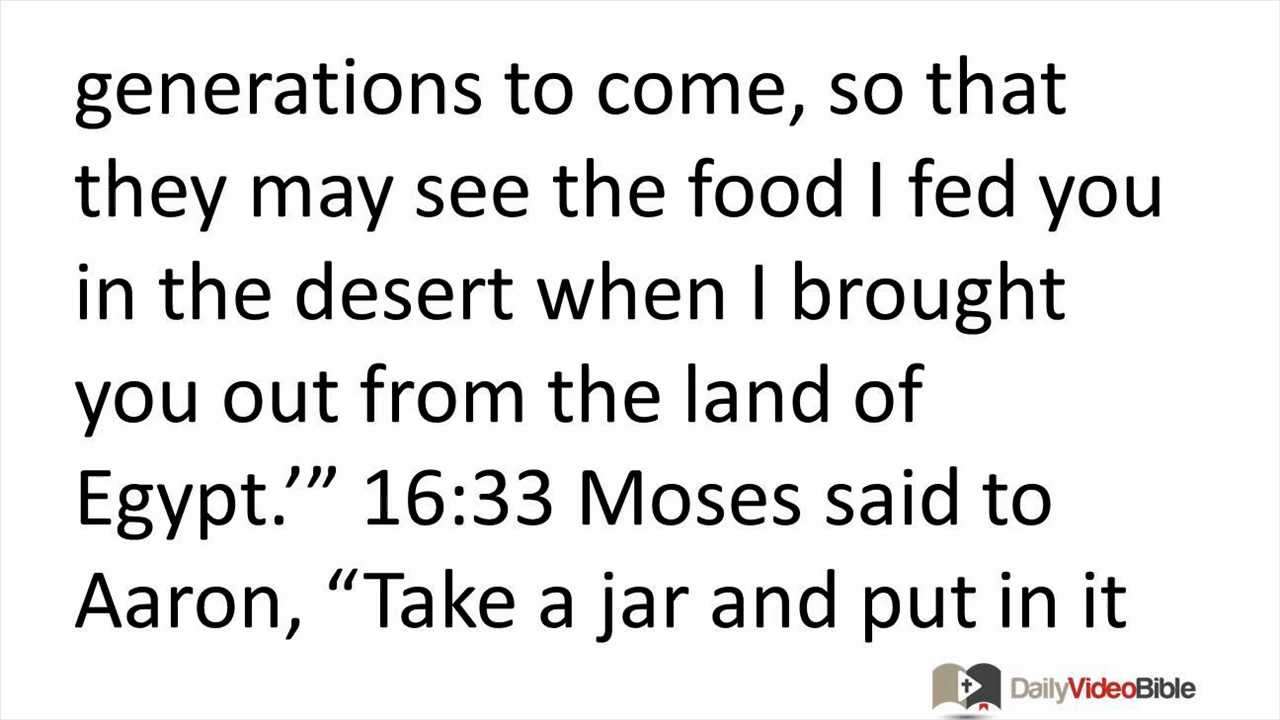 generations to come, so that
they may see the food I fed you
in the desert when I brought
you out from the land of
Egypt.’” 16:33 Moses said to
Aaron, “Take a jar and put in it
DailyVideoBible